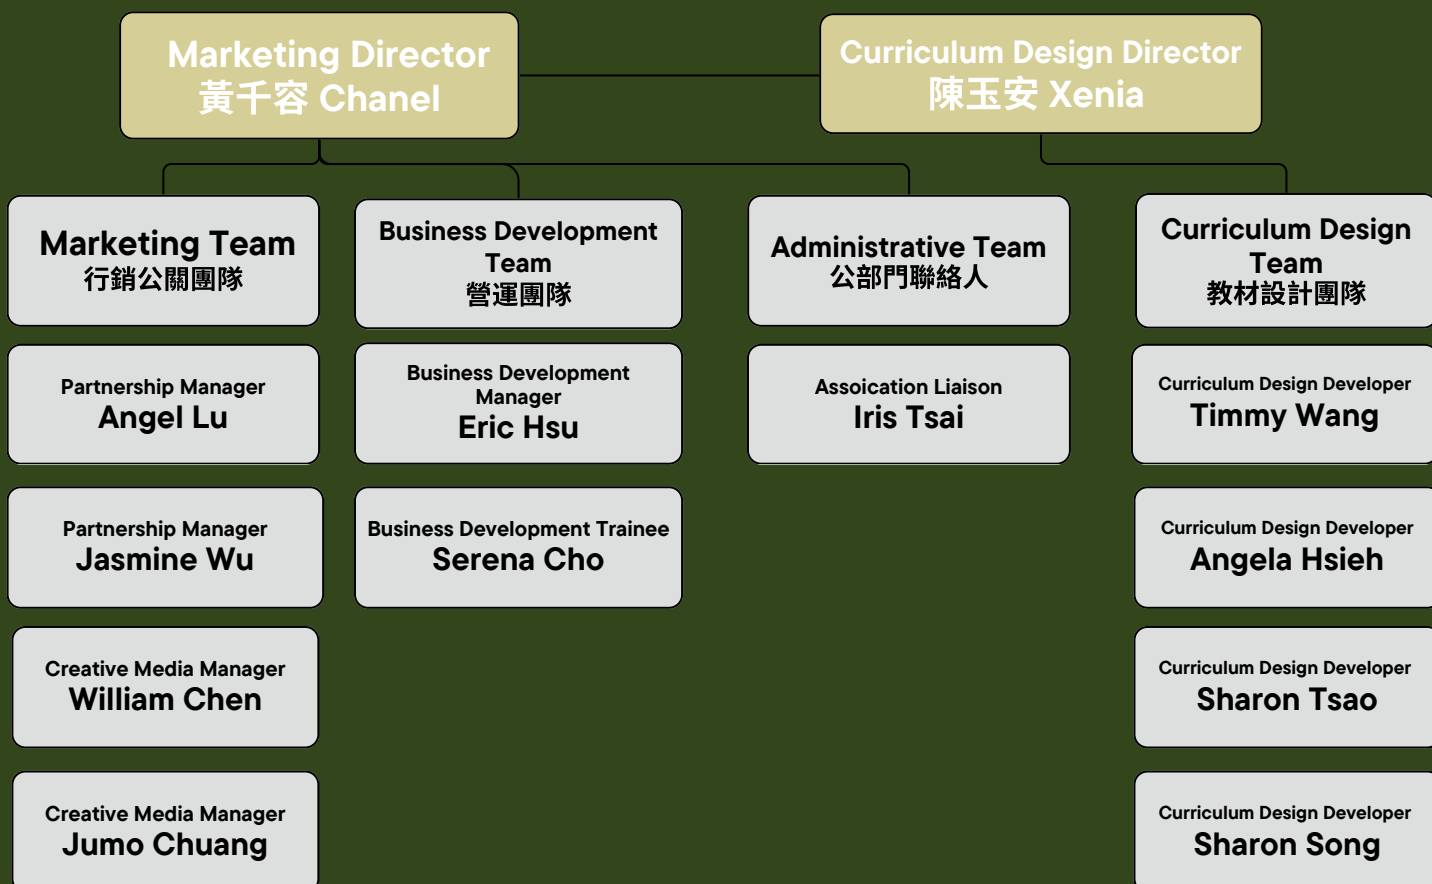 Marketing Director
黃千容 Chanel
Curriculum Design Director
陳玉安 Xenia
Marketing Team
行銷公關團隊
Business Development
Team
營運團隊
Administrative Team
公部門聯絡人
Curriculum Design
Team
教材設計團隊
Partnership Manager
Angel Lu
Business Development
Manager
Eric Hsu
Assoication Liaison
Iris Tsai
Curriculum Design Developer
Timmy Wang
Partnership Manager
Jasmine Wu
Business Development Trainee
Serena Cho
Curriculum Design Developer
Angela Hsieh
Creative Media Manager
William Chen
Curriculum Design Developer
Sharon Tsao
Creative Media Manager
Jumo Chuang
Curriculum Design Developer
Sharon Song